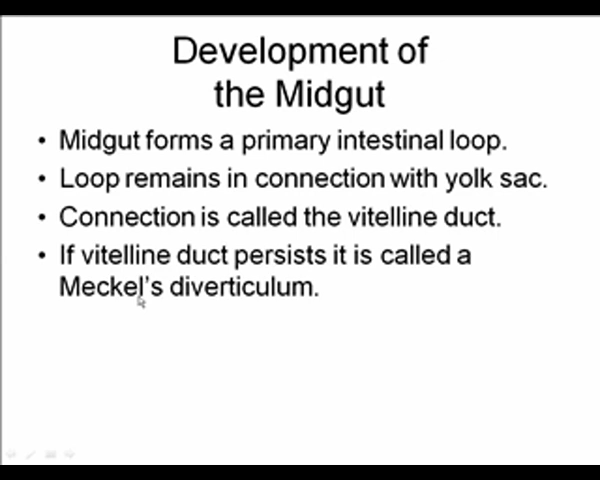 Development of
the Midgut
• Midgut forms a primary intestinal loop.
• Loop remains in connection with yolk sac.
• Connection is called the vitelline duct.
• If vitelline duct persists it is called a
Meckel's diverticulum.